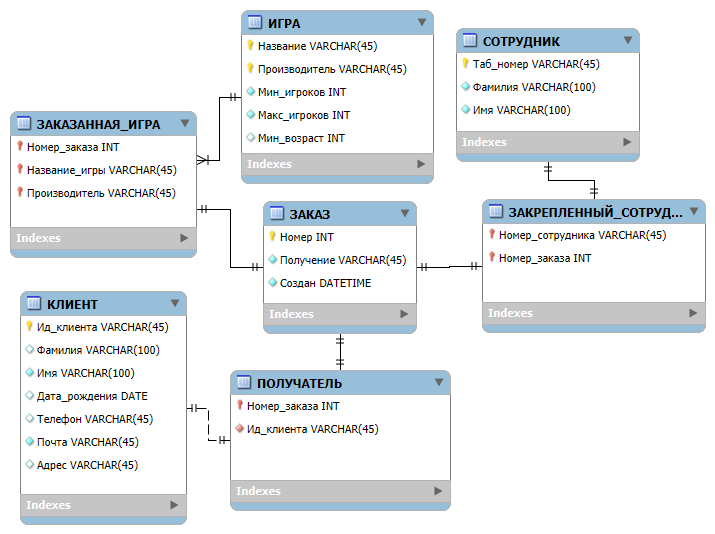 ИГРА
Название VARCHAR(45)
Производитель VARCHAR(45)
Мин_игроков INT
Макс_игроков INT
Мин_возраст INT
Indexes
СОТРУДНИК
Таб_номер VARCHAR(45)
Фамилия VARCHAR(100)
Имя VARCHAR(100)
Indexes
ЗАКАЗАННАЯ_ИГРА
Номер_заказа INT
Название_игры VARCHAR(45)
Производитель VARCHAR(45)
Indexes
ЗАКАЗ
Номер INT
Получение VARCHAR(45)
Создан DATETIME
Indexes
ЗАКРЕПЛЕННЫЙ_СОТРУД...
Номер_сотрудника VARCHAR(45)
Номер_заказа INT
Indexes
КЛИЕНТ
Ид_клиента VARCHAR(45)
Фамилия VARCHAR(100)
Имя VARCHAR(100)
Дата_рождения DATE
Телефон VARCHAR(45)
Почта VARCHAR(45)
Адрес VARCHAR(45)
Indexes
ПОЛУЧАТЕЛЬ
Номер_заказа INT
Ид_клиента VARCHAR(45)
Indexes